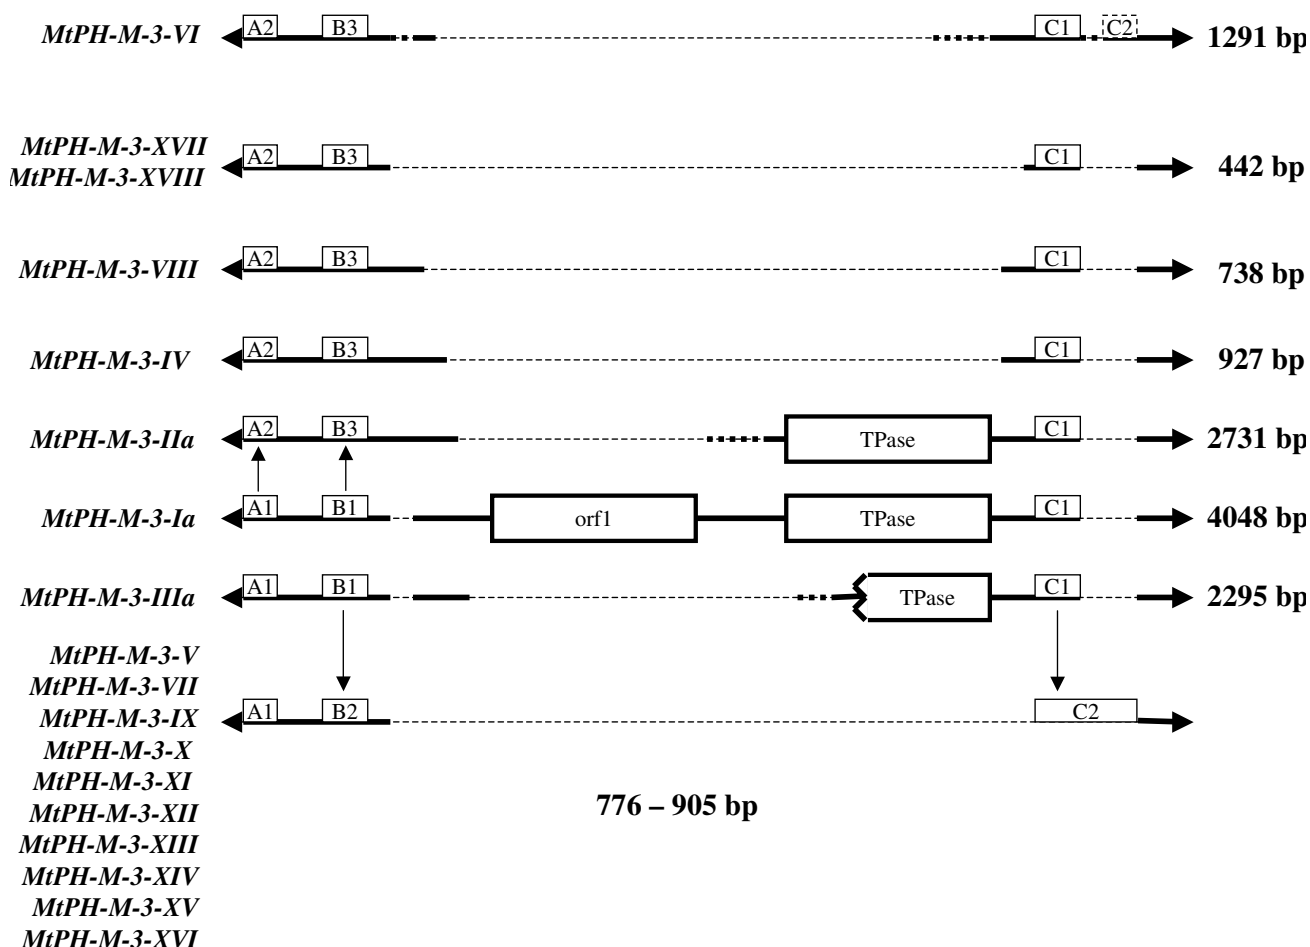 MtPH-M-3-VI A2 B3 C1 C2 1291 bp
MtPH-M-3-XVII
MtPH-M-3-XVIII A2 B3 C1 442 bp
MtPH-M-3-VIII A2 B3 C1 738 bp
MtPH-M-3-IV A2 B3 C1 927 bp
MtPH-M-3-IIa A2 B3 TPase C1 2731 bp
MtPH-M-3-Ia A1 B1 orf1 TPase C1 4048 bp
MtPH-M-3-IIIa A1 B1 TPase C1 2295 bp
MtPH-M-3-V
MtPH-M-3-VII
MtPH-M-3-IX A1 B2 C2
MtPH-M-3-X
MtPH-M-3-XI
MtPH-M-3-XII 776 – 905 bp
MtPH-M-3-XIII
MtPH-M-3-XIV
MtPH-M-3-XV
MtPH-M-3-XVI